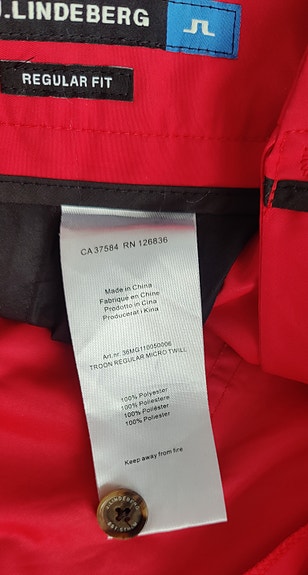 J.LINDEBERG
REGULAR FIT
CA 37584 RN 126836
Made in China
Fabriqué en Chine
Prodotto in Cina
Producerat i Kina
Art.nr. 36MG110050006
TROON REGULAR MICRO TWILL
100% Polyester
100% Poliestere
100% Poliéster
100% Polyester
Keep away from fire
J.LINDEBERG